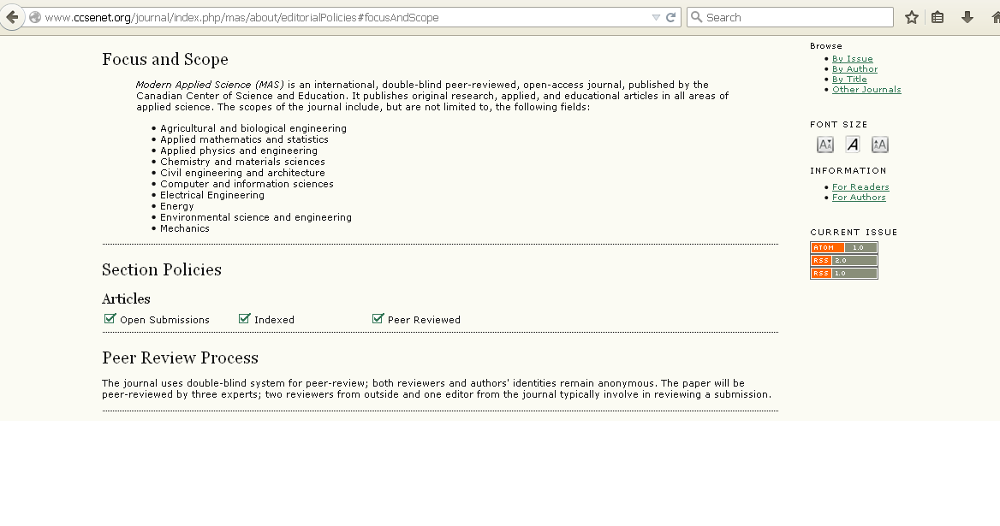 www.ccsenet.org/journal/index.php/mas/about/editorialPolicies#focusAndScope
Search
Focus and Scope
Modern Applied Science (MAS) is an international, double-blind peer-reviewed, open-access journal, published by the
Canadian Center of Science and Education. It publishes original research, applied, and educational articles in all areas of
applied science. The scopes of the journal include, but are not limited to, the following fields:
• Agricultural and biological engineering
• Applied mathematics and statistics
• Applied physics and engineering
• Chemistry and materials sciences
• Civil engineering and architecture
• Computer and information sciences
• Electrical Engineering
• Energy
• Environmental science and engineering
• Mechanics
Section Policies
Articles
Open Submissions Indexed Peer Reviewed
Peer Review Process
The journal uses double-blind system for peer-review; both reviewers and authors' identities remain anonymous. The paper will be
peer-reviewed by three experts; two reviewers from outside and one editor from the journal typically involve in reviewing a submission.
Browse
• By Issue
• By Author
• By Title
• Other Journals
FONT SIZE
A A A A A
INFORMATION
• For Readers
• For Authors
CURRENT ISSUE
ATOM 1.0
RSS 2.0
RSS 1.0